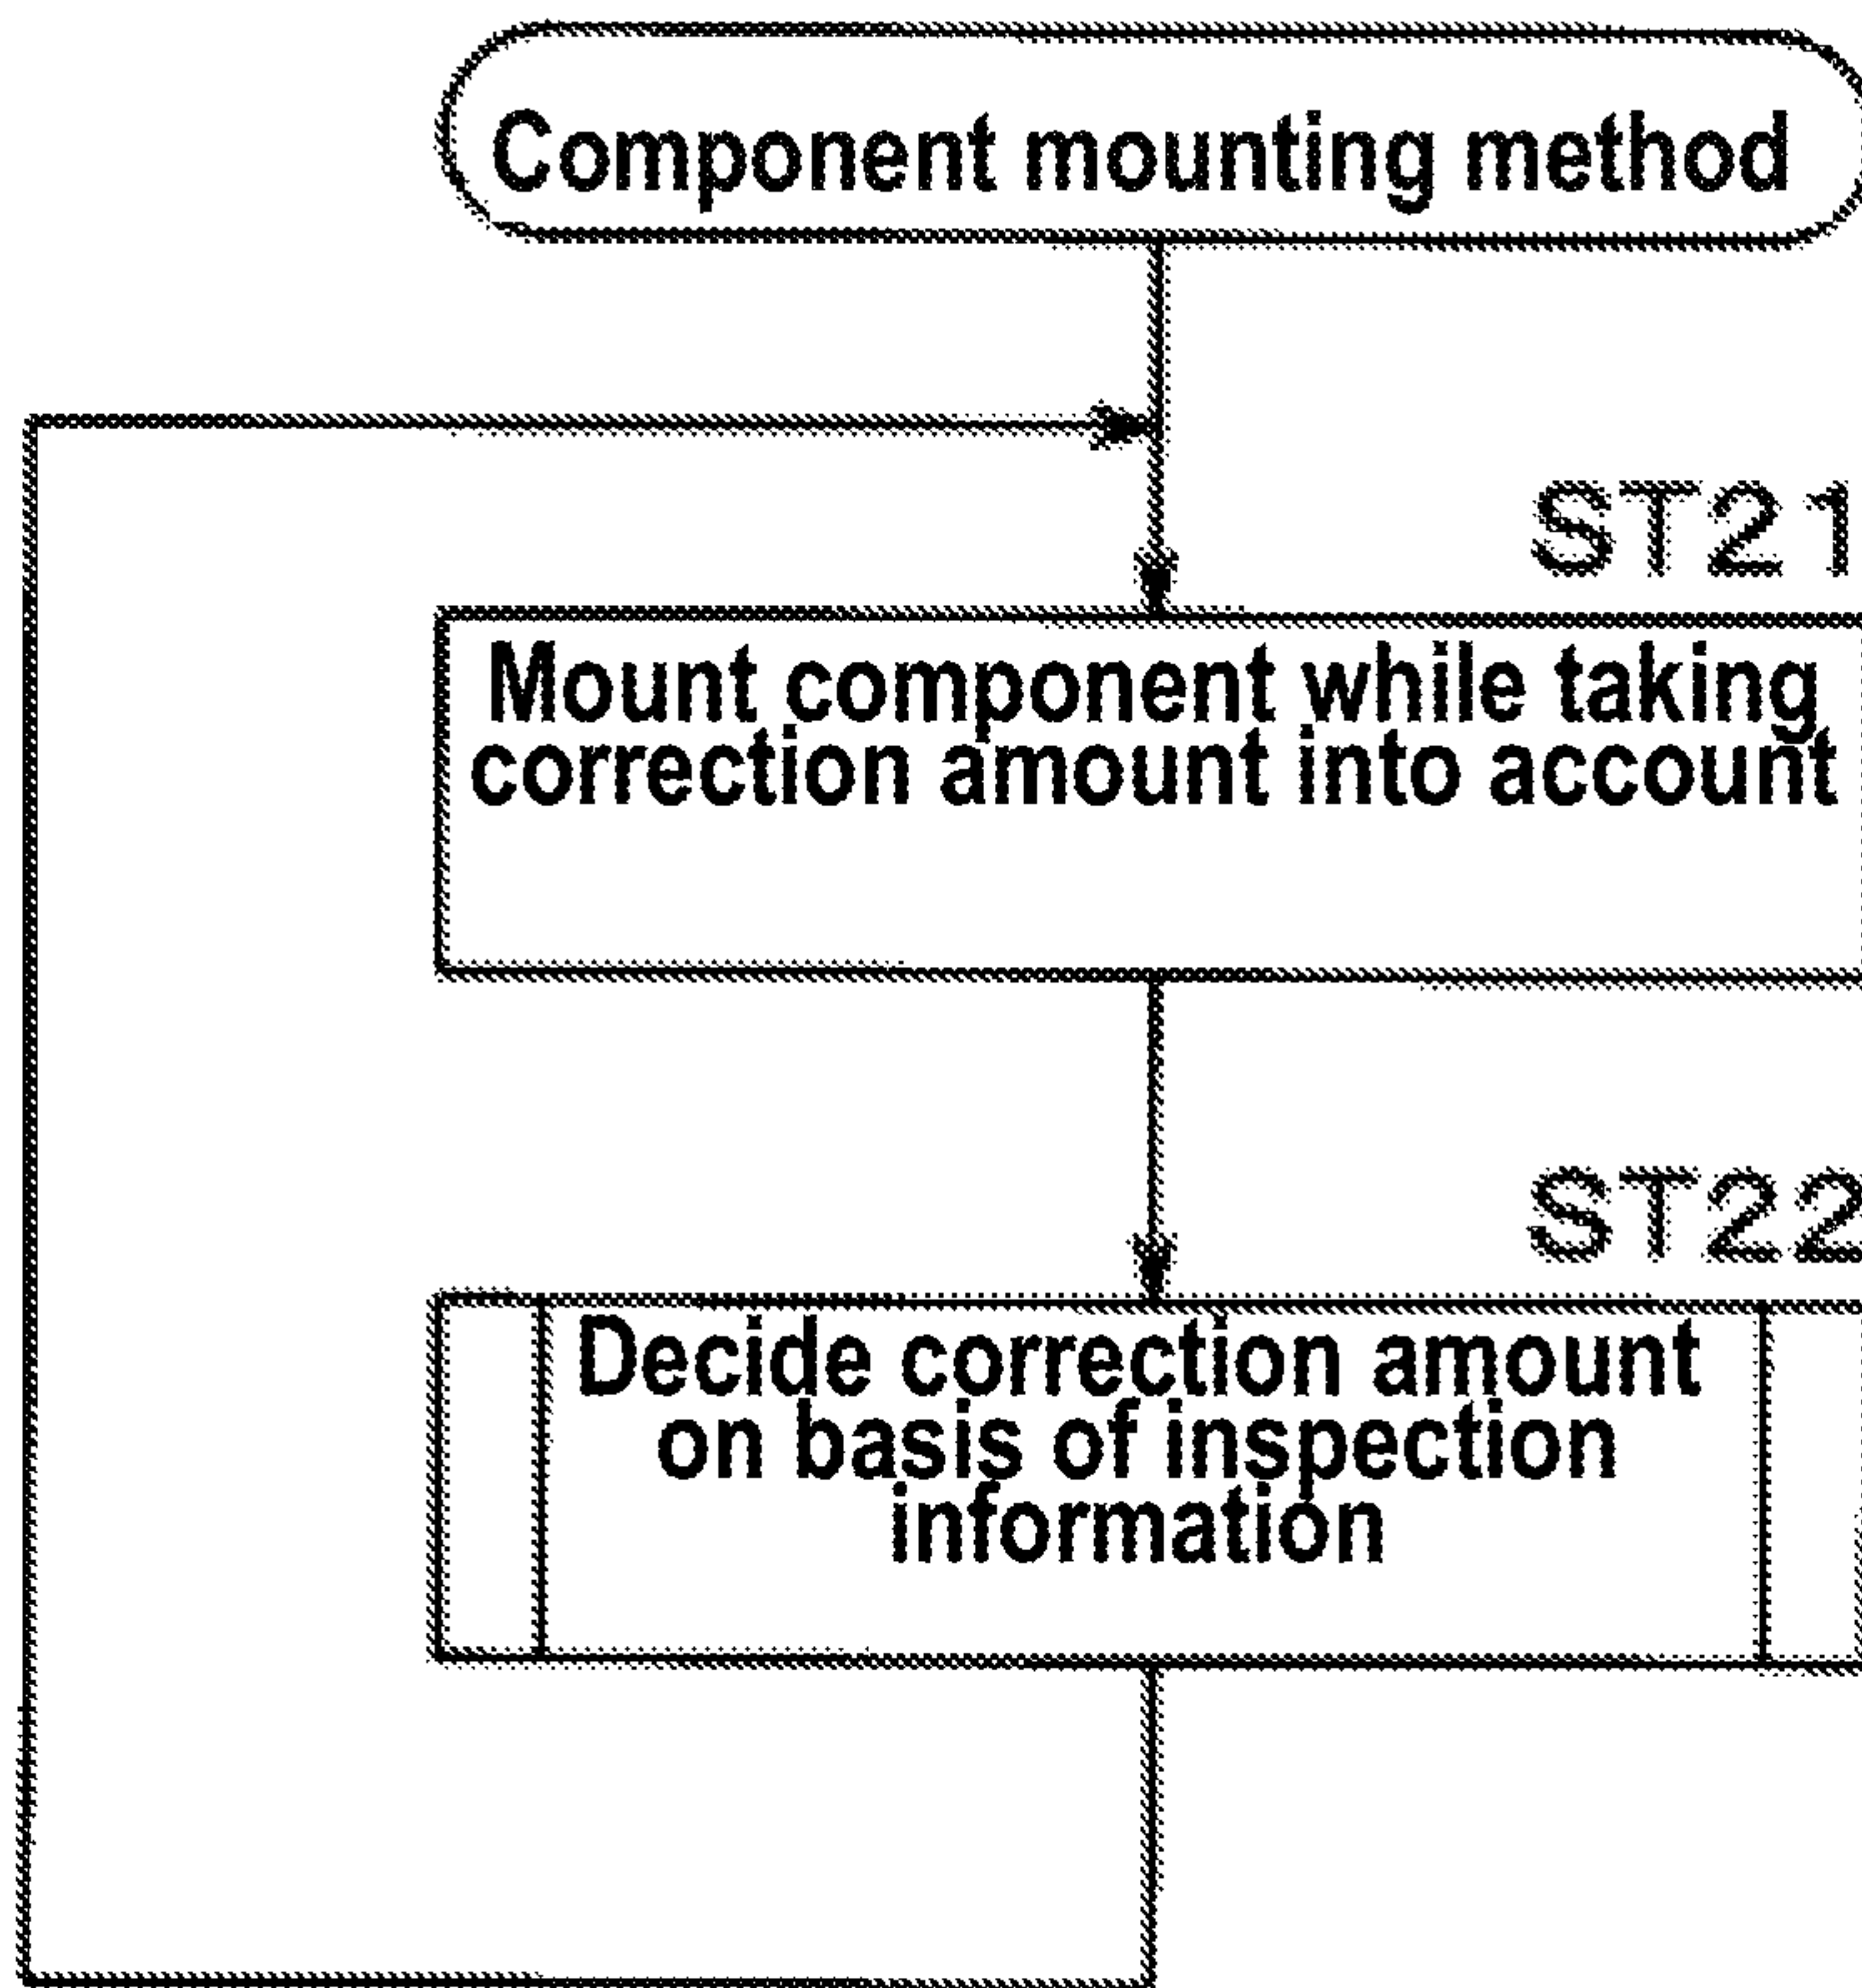 Component mounting method
ST21
Mount component while taking
correction amount into account
ST22
Decide correction amount
on basis of inspection
information